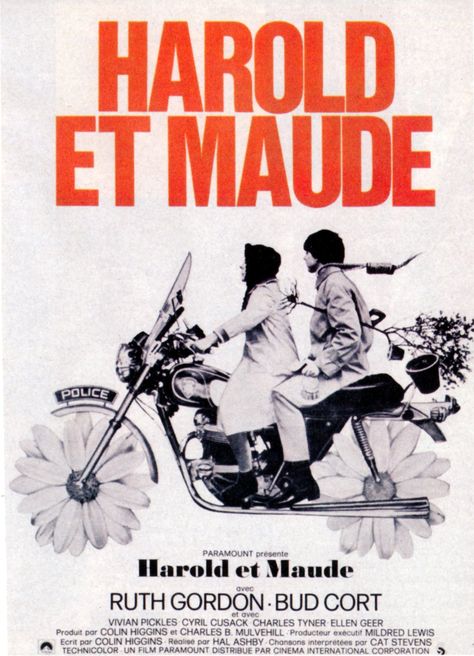 HAROLD
ET MAUDE
POLICE
PARAMOUNT présente
Harold et Maude
avec
RUTH GORDON · BUD CORT
et avec
VIVIAN PICKLES CYRIL CUSACK CHARLES TYNER ELLEN GEER
Produit par COLIN HIGGINS et CHARLES B. MULVEHILL · Producteur exécutif MILDRED LEWIS
Ecrit par COLIN HIGGINS · Réalisé par HAL ASHBY · Chansons interprétées par CAT STEVENS
TECHNICOLOR · UN FILM PARAMOUNT DISTRIBUÉ PAR CINEMA INTERNATIONAL CORPORATION